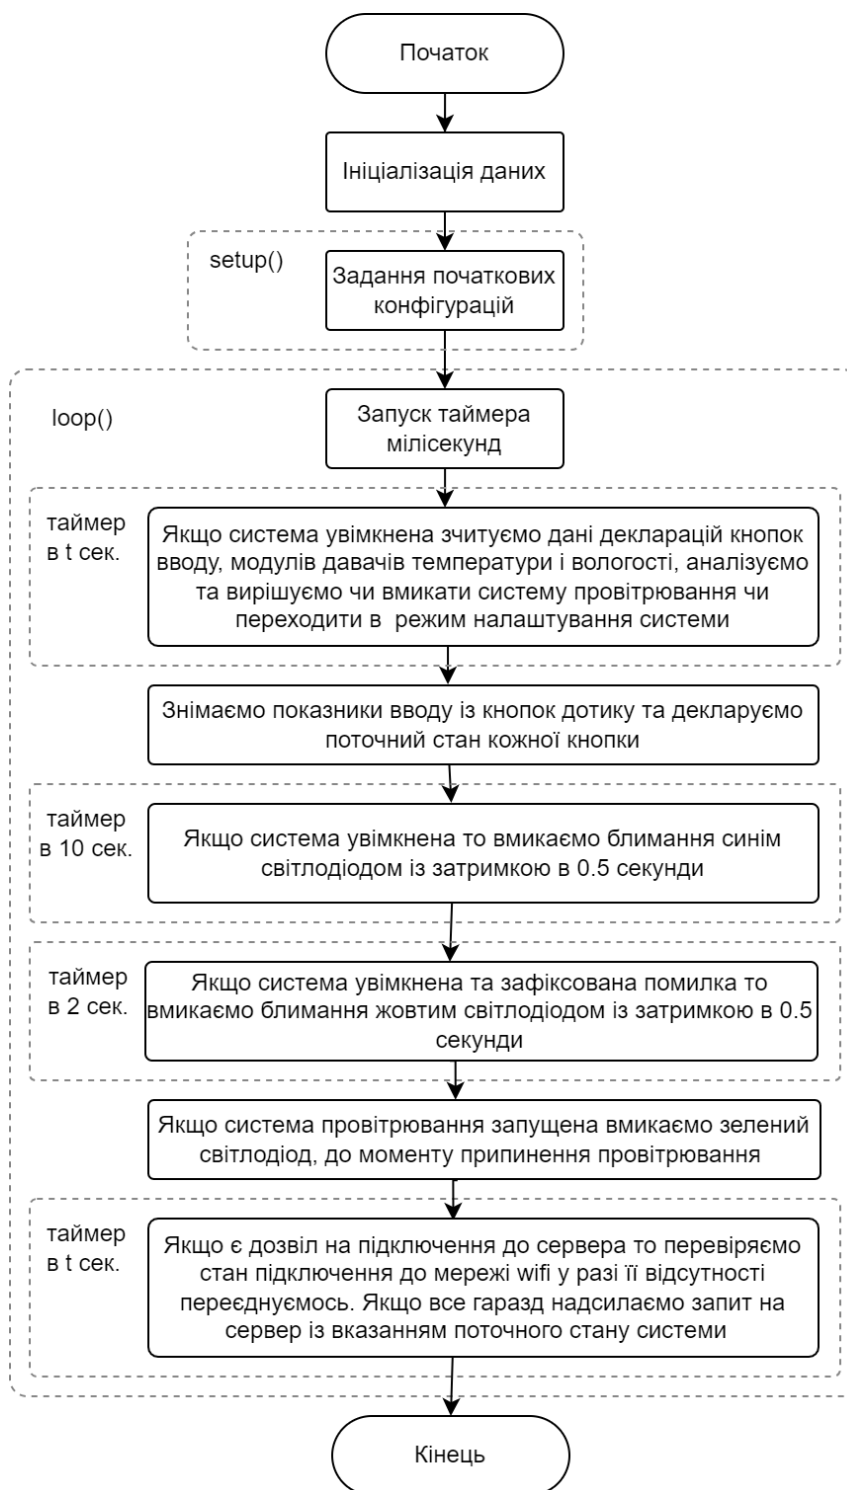 Початок
Ініціалізація даних
setup()
Задання початкових
конфігурацій
loop()
Запуск таймера
мілісекунд
таймер
в t сек.
Якщо система увімкнена зчитуємо дані декларацій кнопок
вводу, модулів давачів температури і вологості, аналізуємо
та вирішуємо чи вмикати систему провітрювання чи
переходити в режим налаштування системи
Знімаємо показники вводу із кнопок дотику та декларуємо
поточний стан кожної кнопки
таймер
в 10 сек.
Якщо система увімкнена то вмикаємо блимання синім
світлодіодом із затримкою в 0.5 секунди
таймер
в 2 сек.
Якщо система увімкнена та зафіксована помилка то
вмикаємо блимання жовтим світлодіодом із затримкою в 0.5
секунди
Якщо система провітрювання запущена вмикаємо зелений
світлодіод, до моменту припинення провітрювання
таймер
в t сек.
Якщо є дозвіл на підключення до сервера то перевіряємо
стан підключення до мережі wifi у разі її відсутності
переєднуємось. Якщо все гаразд надсилаємо запит на
сервер із вказанням поточного стану системи
Кінець